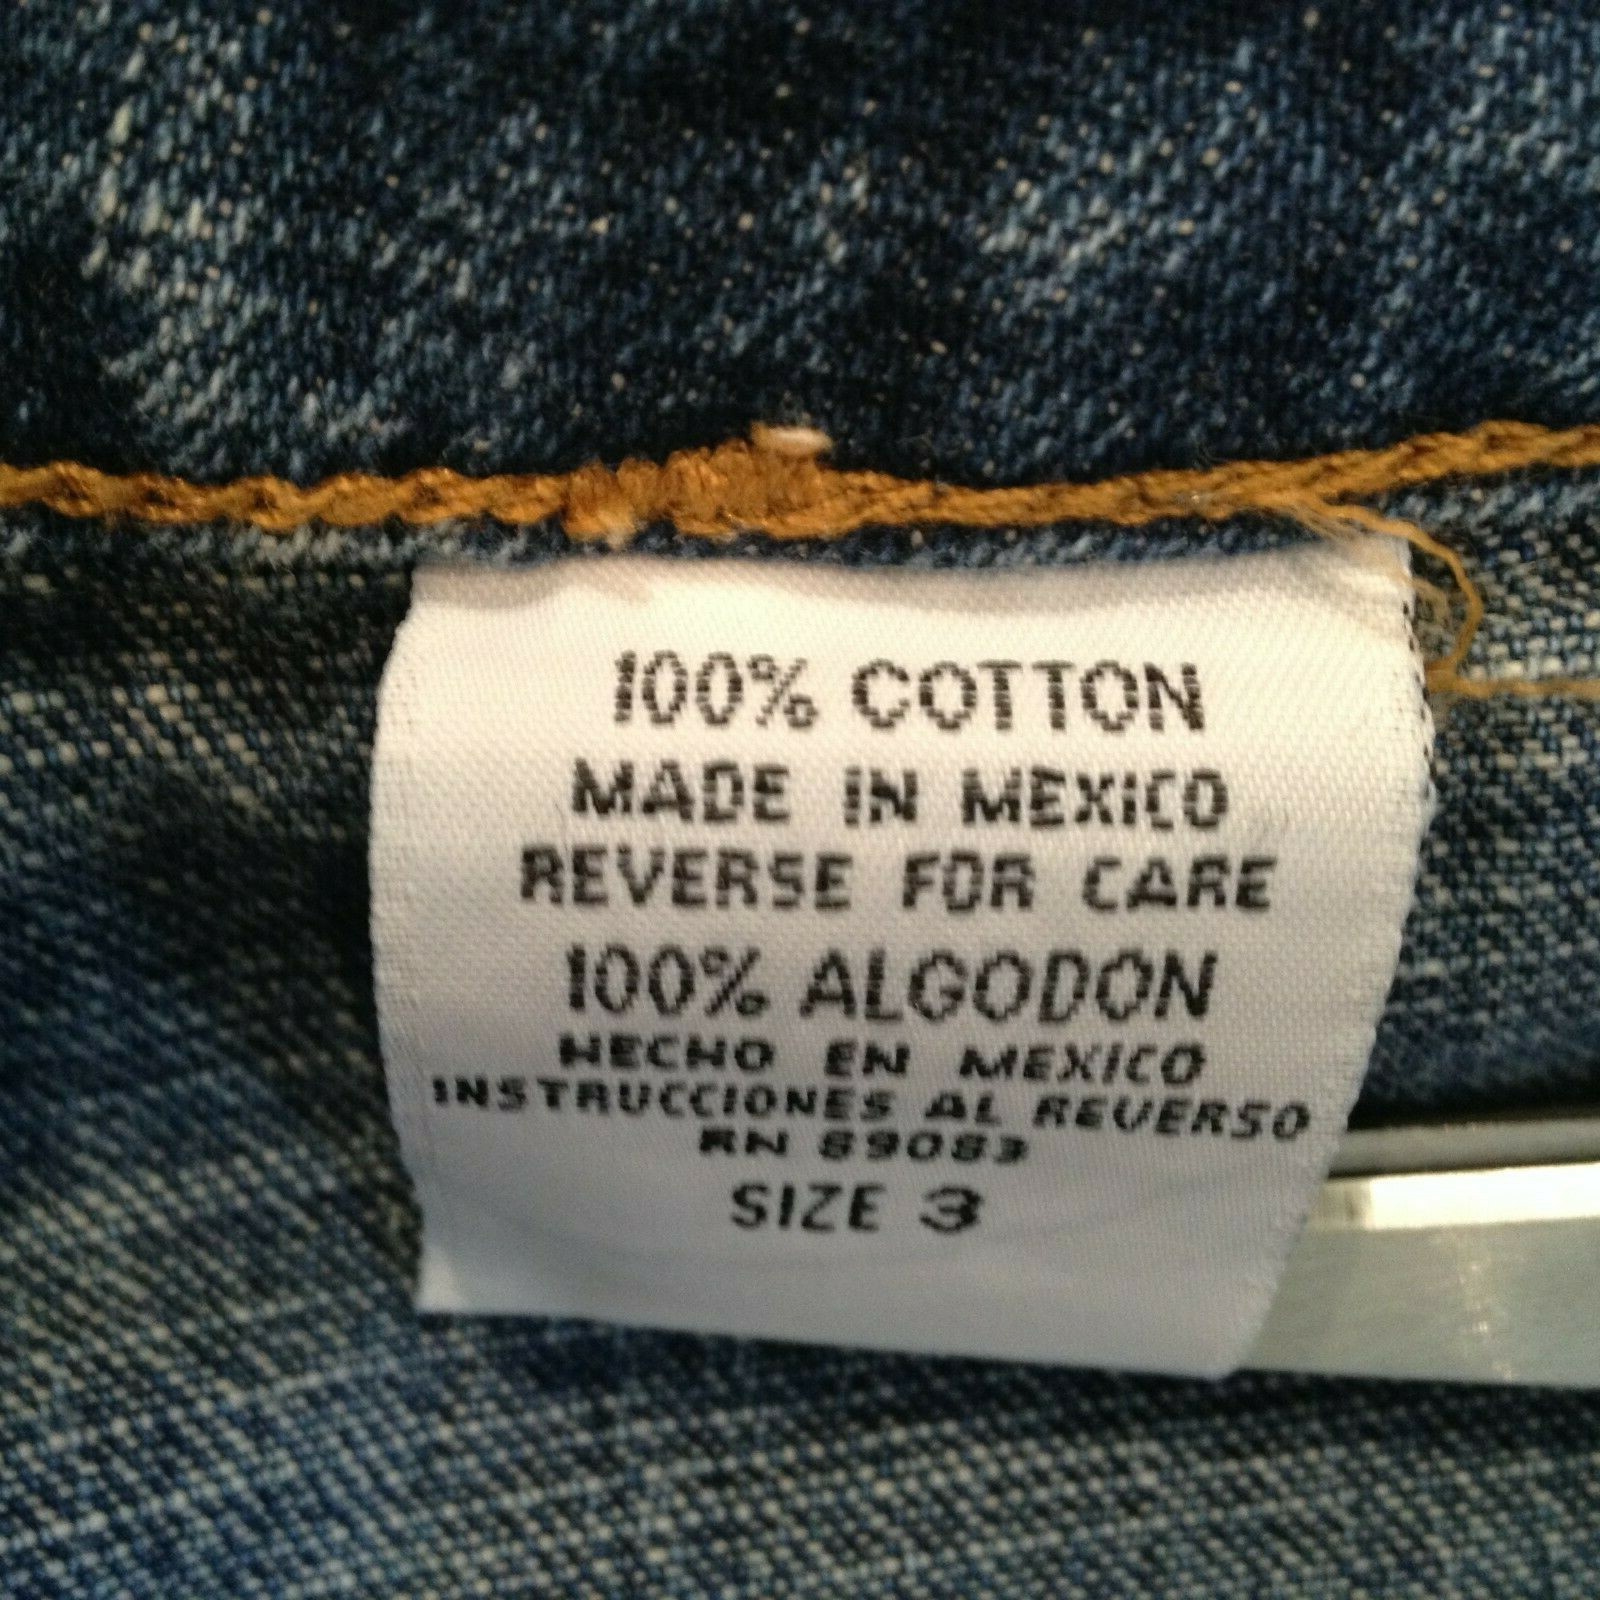 100% COTTON
MADE IN MEXICO
REVERSE FOR CARE
100% ALGODON
HECHO EN MEXICO
INSTRUCCIONES AL REVERSO
RN 89083
SIZE 3